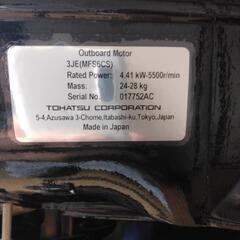 Outboard Motor
3JE(MFS6CS)
Rated Power: 4.41 kW-5500r/min
Mass: 24-28 kg
Serial No. 017752AC
TOHATSU CORPORATION
5-4,Azusawa 3-Chome,Itabashi-ku,Tokyo,Japan
Made in Japan